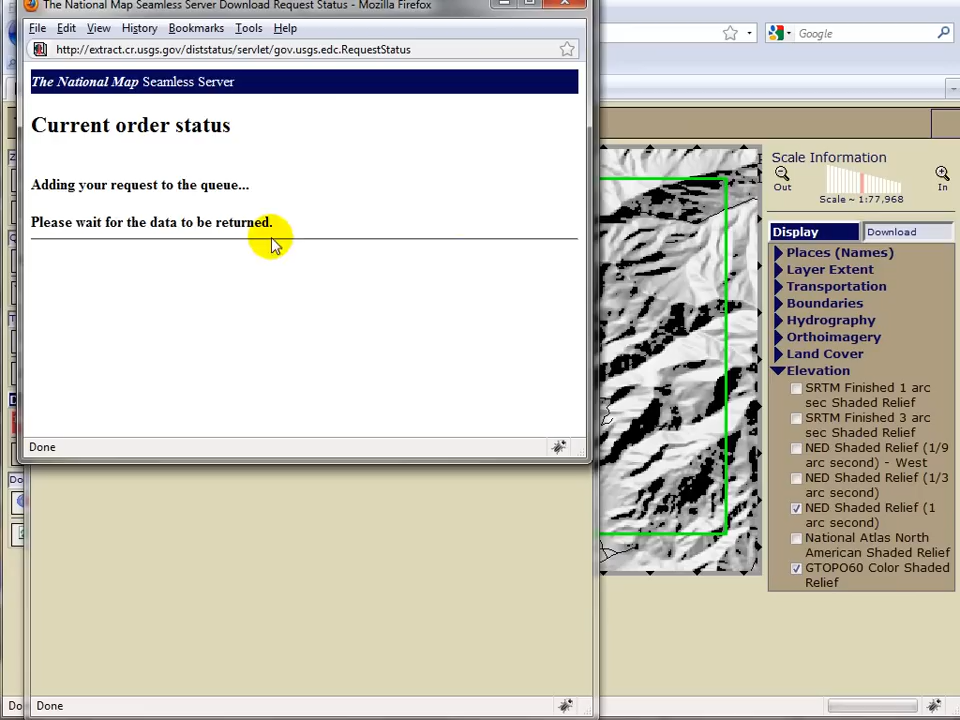 The National Map Seamless Server Download Request Status - Mozilla Firefox
File Edit View History Bookmarks Tools Help
http://extract.cr.usgs.gov/diststatus/servlet/gov.usgs.edc.RequestStatus
Google
The National Map Seamless Server
Current order status
Adding your request to the queue...
Please wait for the data to be returned.
Done
Scale Information
Out
In
Scale ~ 1:77,968
Display
Download
Places (Names)
Layer Extent
Transportation
Boundaries
Hydrography
Orthoimagery
Land Cover
Elevation
SRTM Finished 1 arc
sec Shaded Relief
SRTM Finished 3 arc
sec Shaded Relief
NED Shaded Relief (1/9
arc second) - West
NED Shaded Relief (1/3
arc second)
NED Shaded Relief (1
arc second)
National Atlas North
American Shaded Relief
GTOPO60 Color Shaded
Relief
Do
Done